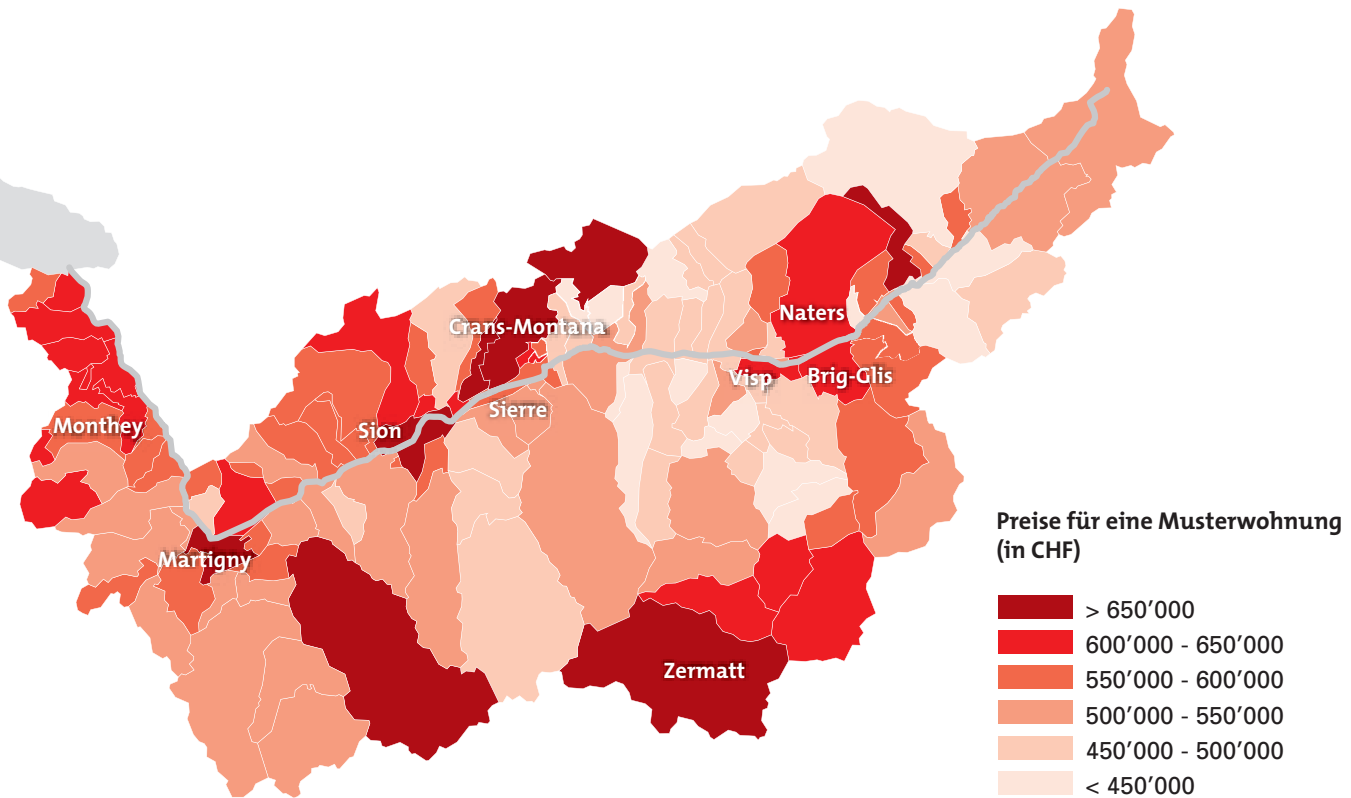 Naters
Crans-Montana
Visp
Brig-Glis
Sierre
Monthey
Sion
Martigny
Zermatt
Preise für eine Musterwohnung
(in CHF)
> 650’000
600’000 - 650’000
550’000 - 600’000
500’000 - 550’000
450’000 - 500’000
< 450’000